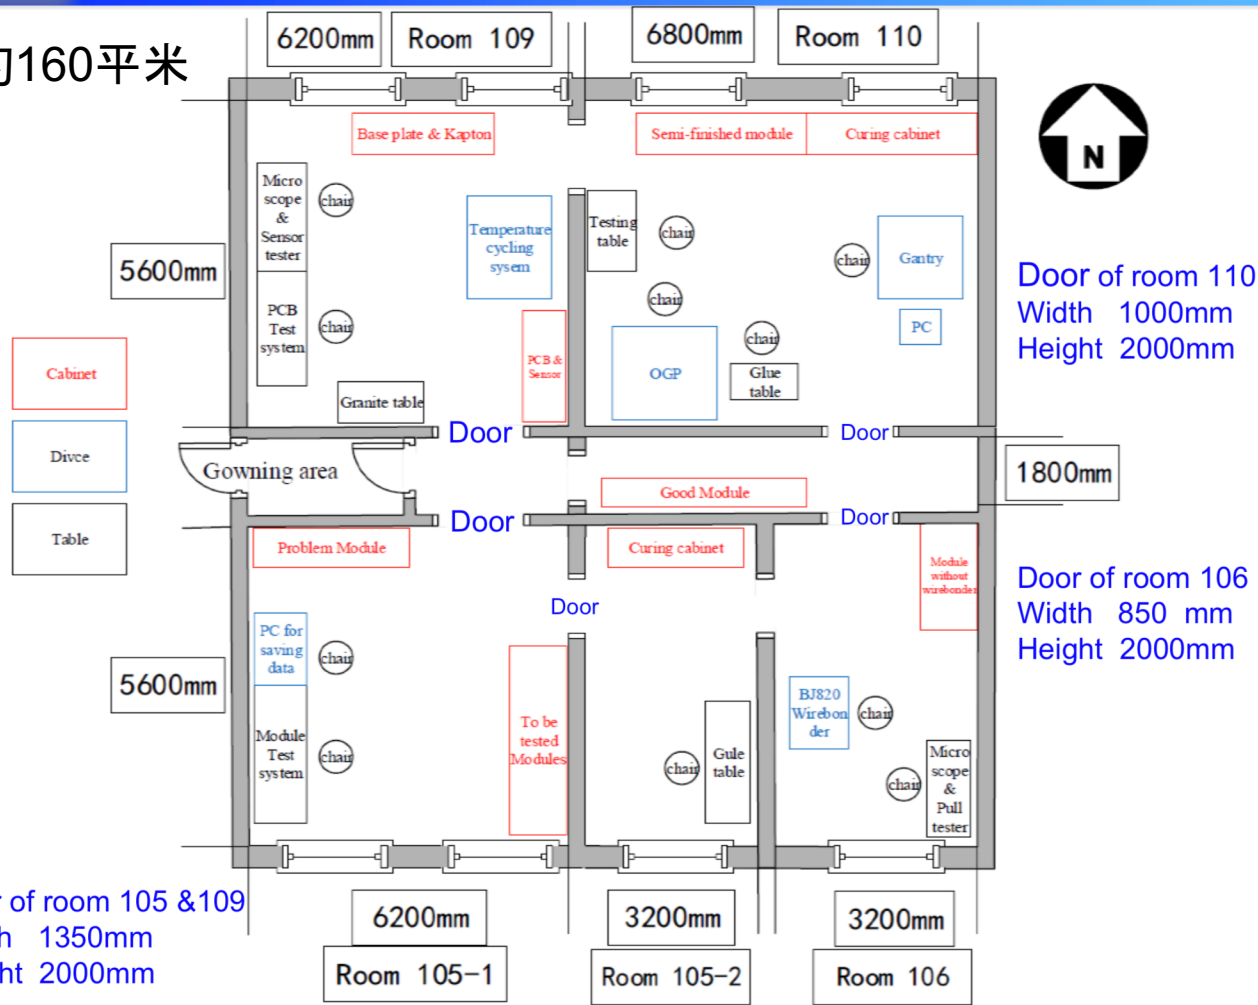 约160平米
6200mm
Room 109
6800mm
Room 110
Base plate & Kapton
Semi-finished module
Curing cabinet
N
Micro
scope
&
Sensor
tester
chair
Temperature
cycling
sysem
Testing
table
chair
chair
Gantry
5600mm
PCB
Test
system
chair
chair
PC
Door of room 110
Width 1000mm
Height 2000mm
PCB &
Sensor
OGP
chair
Glue
table
Cabinet
Granite table
Door
Door
Divce
Gowning area
1800mm
Good Module
Table
Door
Door
Problem Module
Curing cabinet
Module
without
wirebonder
Door
Door of room 106
Width 850 mm
Height 2000mm
PC for
saving
data
chair
5600mm
Module
Test
system
chair
To be
tested
Modules
chair
Gule
table
BJ820
Wirebon
der
chair
chair
Micro
scope
&
Pull
tester
of room 105 &109
1350mm
2000mm
6200mm
3200mm
3200mm
Room 105-1
Room 105-2
Room 106